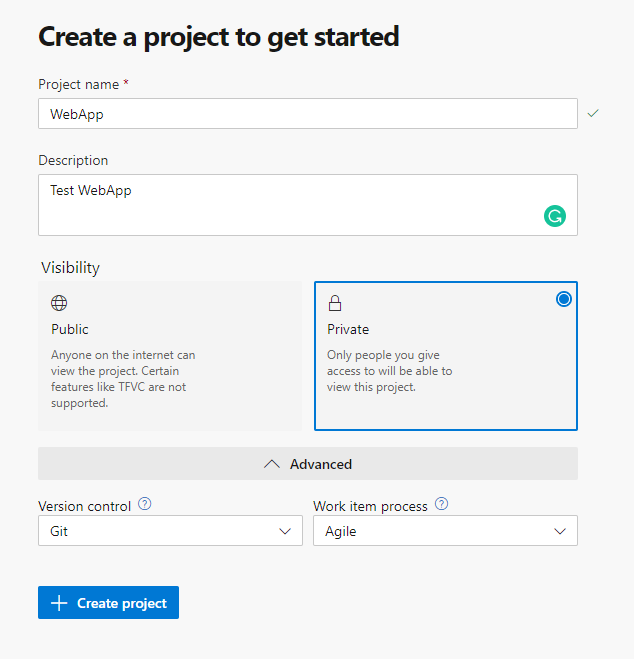 Create a project to get started
Project name *
WebApp
Description
Test WebApp
Visibility
Public
Anyone on the internet can
view the project. Certain
features like TFVC are not
supported.
Private
Only people you give
access to will be able to
view this project.
Advanced
Version control ?
Git
Work item process ?
Agile
+ Create project